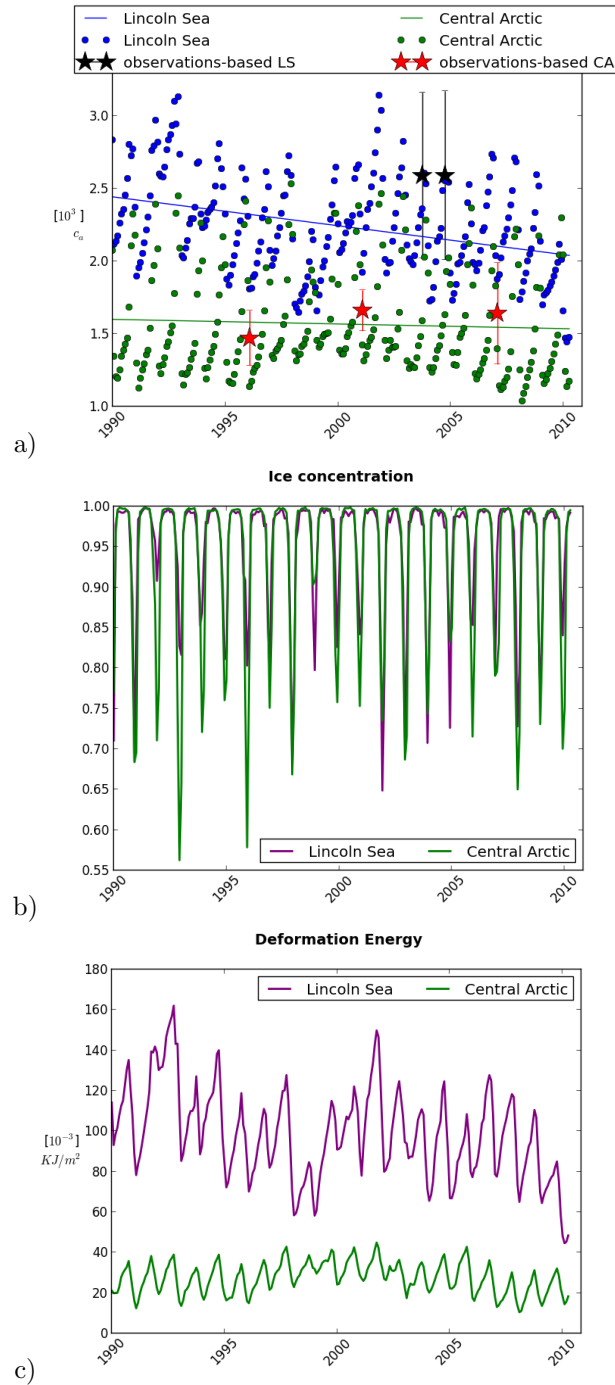 Lincoln Sea Central Arctic
Lincoln Sea Central Arctic
observations-based LS observations-based CA
3.0
2.5
[10³]
c_a
2.0
1.5
1.0
1990 1995 2000 2005 2010
a)
Ice concentration
1.00
0.95
0.90
0.85
0.80
0.75
0.70
0.65
0.60
0.55
Lincoln Sea Central Arctic
1990 1995 2000 2005 2010
b)
Deformation Energy
180
Lincoln Sea Central Arctic
160
140
120
100
[10⁻³]
KJ/m²
80
60
40
20
0
1990 1995 2000 2005 2010
c)